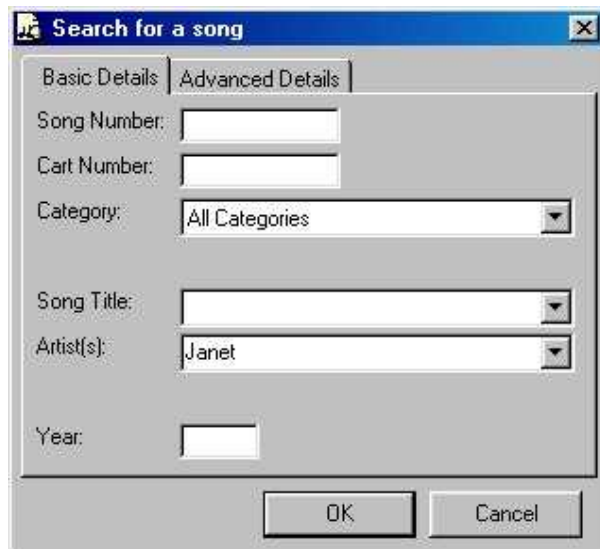 Search for a song
Basic Details Advanced Details
Song Number:
Cart Number:
Category: All Categories
Song Title:
Artist(s): Janet
Year:
OK Cancel